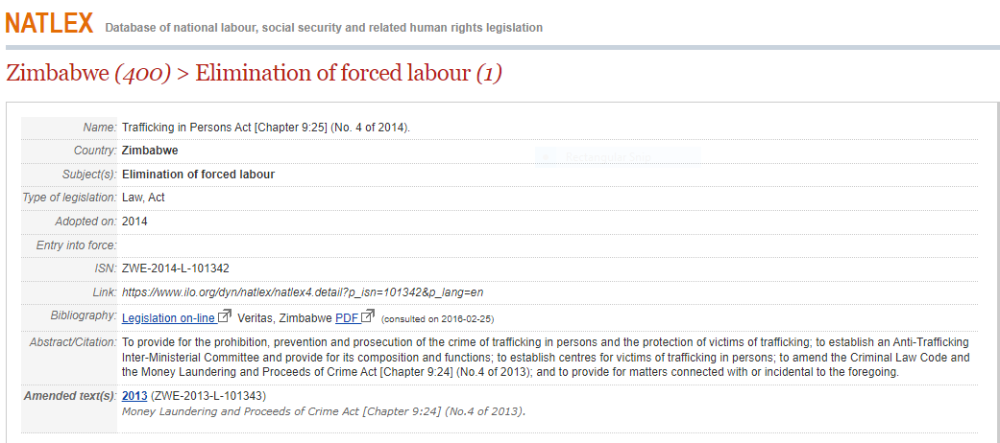 NATLEX Database of national labour, social security and related human rights legislation
Zimbabwe (400) > Elimination of forced labour (1)
Name: Trafficking in Persons Act [Chapter 9:25] (No. 4 of 2014).
Country: Zimbabwe
Subject(s): Elimination of forced labour
Type of legislation: Law, Act
Adopted on: 2014
Entry into force:
ISN: ZWE-2014-L-101342
Link: https://www.ilo.org/dyn/natlex/natlex4.detail?p_isn=101342&p_lang=en
Bibliography: Legislation on-line Veritas, Zimbabwe PDF (consulted on 2016-02-25)
Abstract/Citation: To provide for the prohibition, prevention and prosecution of the crime of trafficking in persons and the protection of victims of trafficking; to establish an Anti-Trafficking
Inter-Ministerial Committee and provide for its composition and functions; to establish centres for victims of trafficking in persons; to amend the Criminal Law Code and
the Money Laundering and Proceeds of Crime Act [Chapter 9:24] (No.4 of 2013); and to provide for matters connected with or incidental to the foregoing.
Amended text(s): 2013 (ZWE-2013-L-101343)
Money Laundering and Proceeds of Crime Act [Chapter 9:24] (No.4 of 2013).